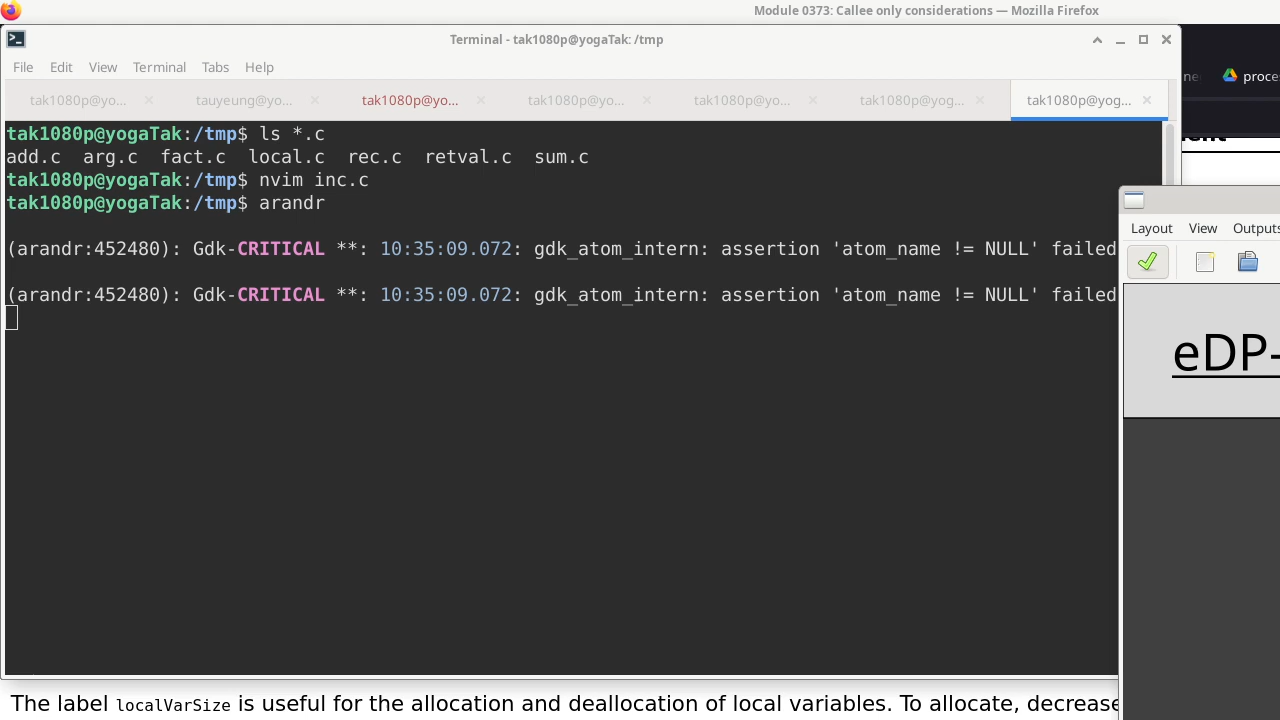 Module 0373: Callee only considerations — Mozilla Firefox
Terminal - tak1080p@yogaTak: /tmp
File Edit View Terminal Tabs Help
tak1080p@yo... tauyeung@yo... tak1080p@yo... tak1080p@yo... tak1080p@yo... tak1080p@yog... tak1080p@yog...
tak1080p@yogaTak:/tmp$ ls *.c
add.c arg.c fact.c local.c rec.c retval.c sum.c
tak1080p@yogaTak:/tmp$ nvim inc.c
tak1080p@yogaTak:/tmp$ arandr
(arandr:452480): Gdk-CRITICAL **: 10:35:09.072: gdk_atom_intern: assertion 'atom_name != NULL' failed
(arandr:452480): Gdk-CRITICAL **: 10:35:09.072: gdk_atom_intern: assertion 'atom_name != NULL' failed
proce
Layout View Outputs
eDP-
The label localVarSize is useful for the allocation and deallocation of local variables. To allocate, decrease